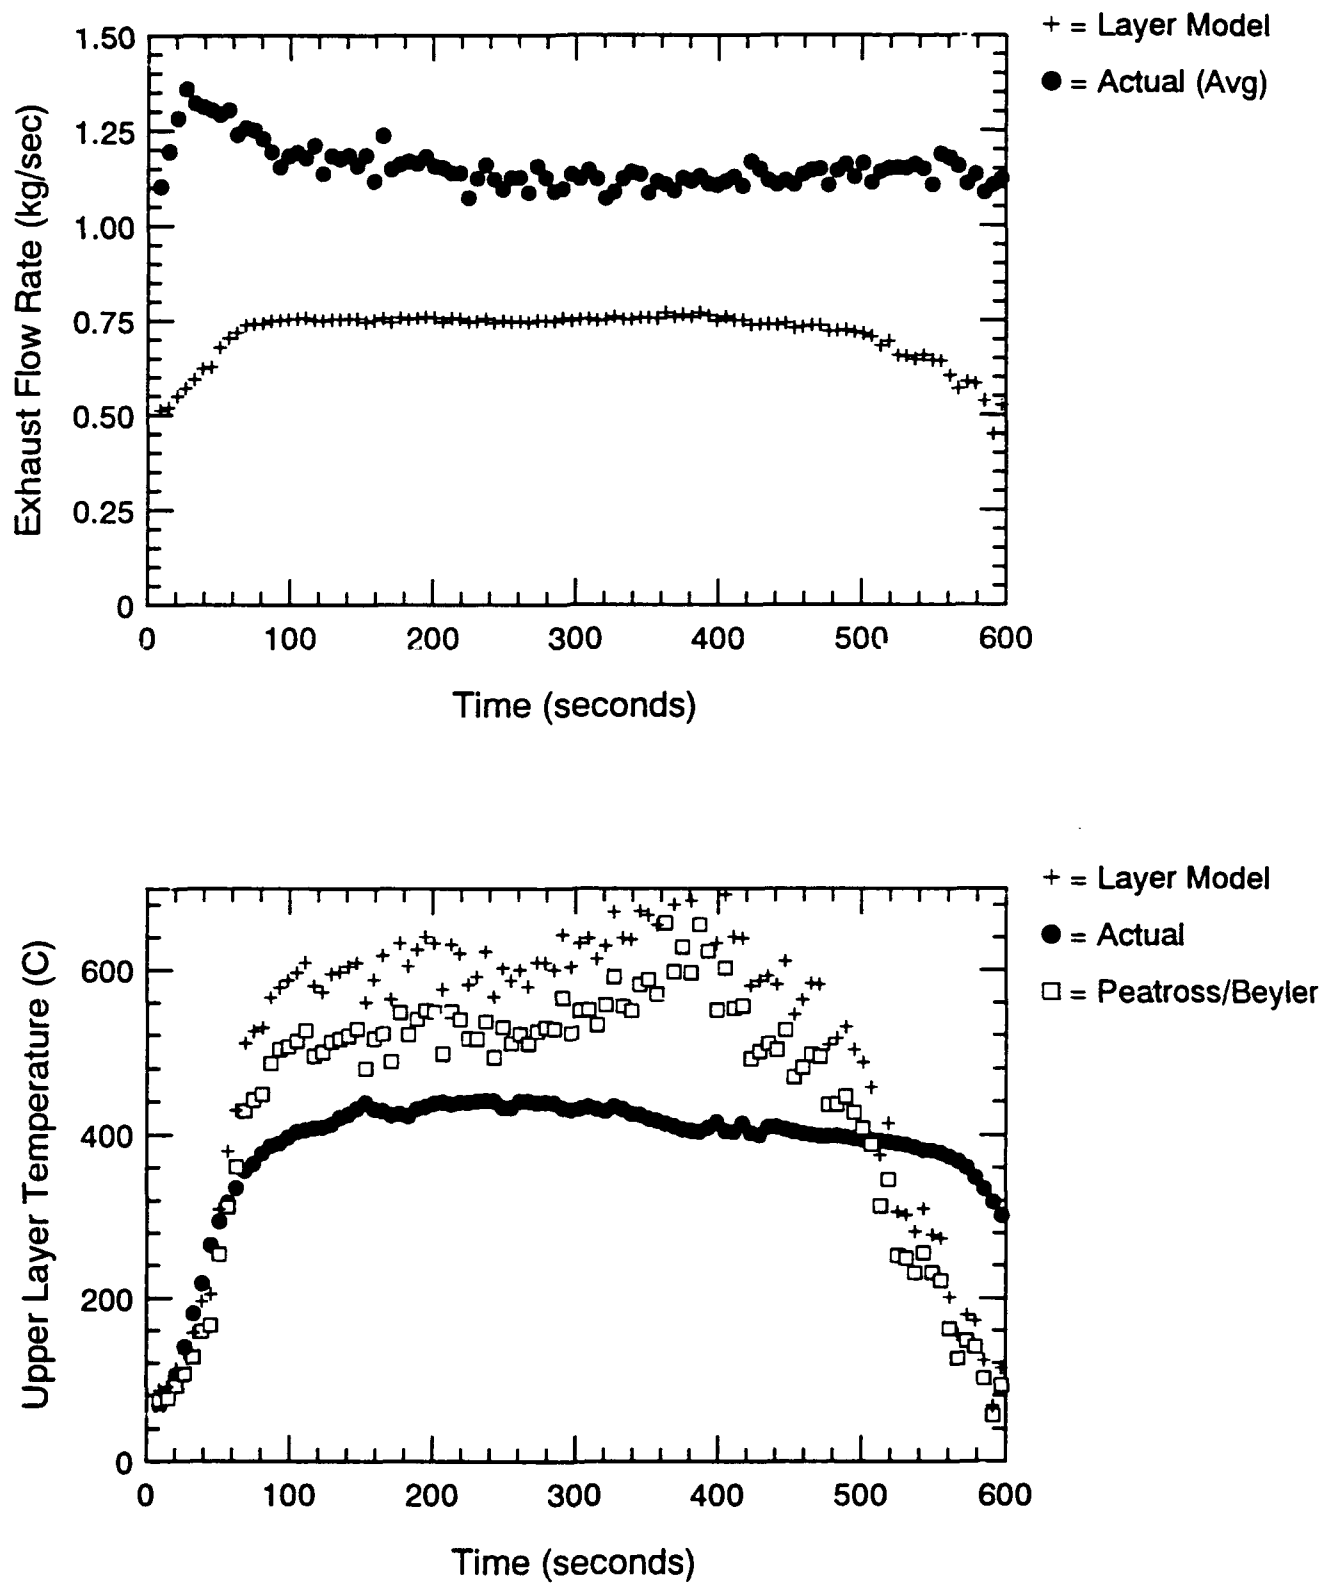 1.50
1.25
1.00
0.75
0.50
0.25
0
Exhaust Flow Rate (kg/sec)
0 100 200 300 400 500 600
Time (seconds)
+ = Layer Model
● = Actual (Avg)
600
400
200
0
Upper Layer Temperature (C)
0 100 200 300 400 500 600
Time (seconds)
+ = Layer Model
● = Actual
□ = Peatross/Beyler